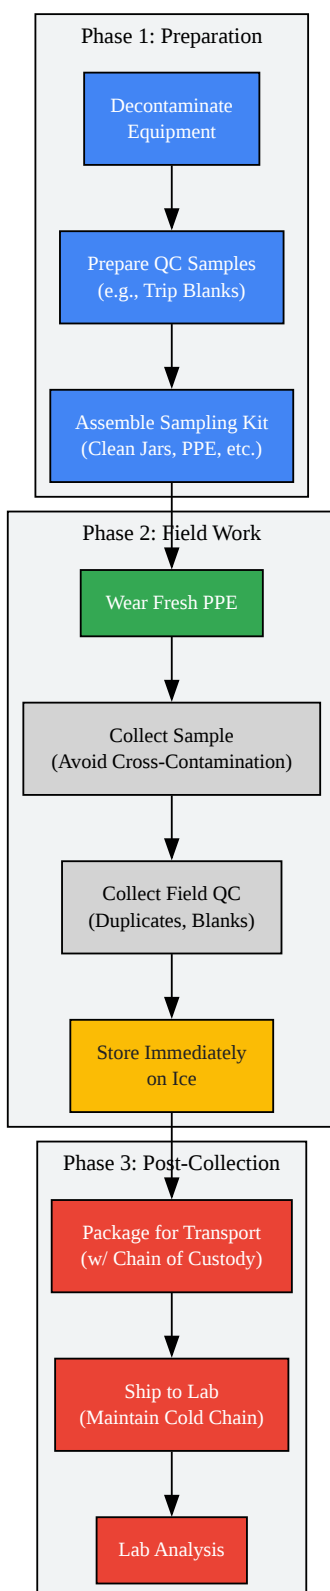 Phase 1: Preparation
Decontaminate
Equipment
Prepare QC Samples
(e.g., Trip Blanks)
Assemble Sampling Kit
(Clean Jars, PPE, etc.)
Phase 2: Field Work
Wear Fresh PPE
Collect Sample
(Avoid Cross-Contamination)
Collect Field QC
(Duplicates, Blanks)
Store Immediately
on Ice
Phase 3: Post-Collection
Package for Transport
(w/ Chain of Custody)
Ship to Lab
(Maintain Cold Chain)
Lab Analysis